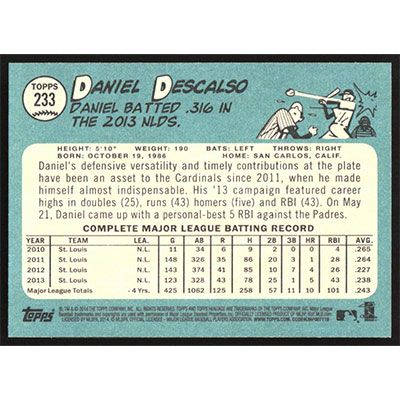 TOPPS
233
DANIEL DESCALSO
DANIEL BATTED .316 IN
THE 2013 NLDS.
HEIGHT: 5'10" WEIGHT: 190 BATS: LEFT THROWS: RIGHT
BORN: OCTOBER 19, 1986 HOME: SAN CARLOS, CALIF.
Daniel's defensive versatility and timely contributions at the plate
have been an asset to the Cardinals since 2011, when he made
himself almost indispensable. His '13 campaign featured career
highs in doubles (25), runs (43) homers (five) and RBI (43). On May
21, Daniel came up with a personal-best 5 RBI against the Padres.
COMPLETE MAJOR LEAGUE BATTING RECORD
YEAR TEAM LEA. G AB R H 2B 3B HR RBI AVG.
2010 St. Louis N.L. 11 34 6 9 2 0 0 4 .265
2011 St. Louis N.L. 148 326 35 86 20 3 1 28 .264
2012 St. Louis N.L. 143 374 41 85 10 7 4 26 .227
2013 St. Louis N.L. 123 328 43 78 25 1 5 43 .238
Major League Totals - 4 Yrs. 425 1062 125 258 57 11 10 101 .243
Topps